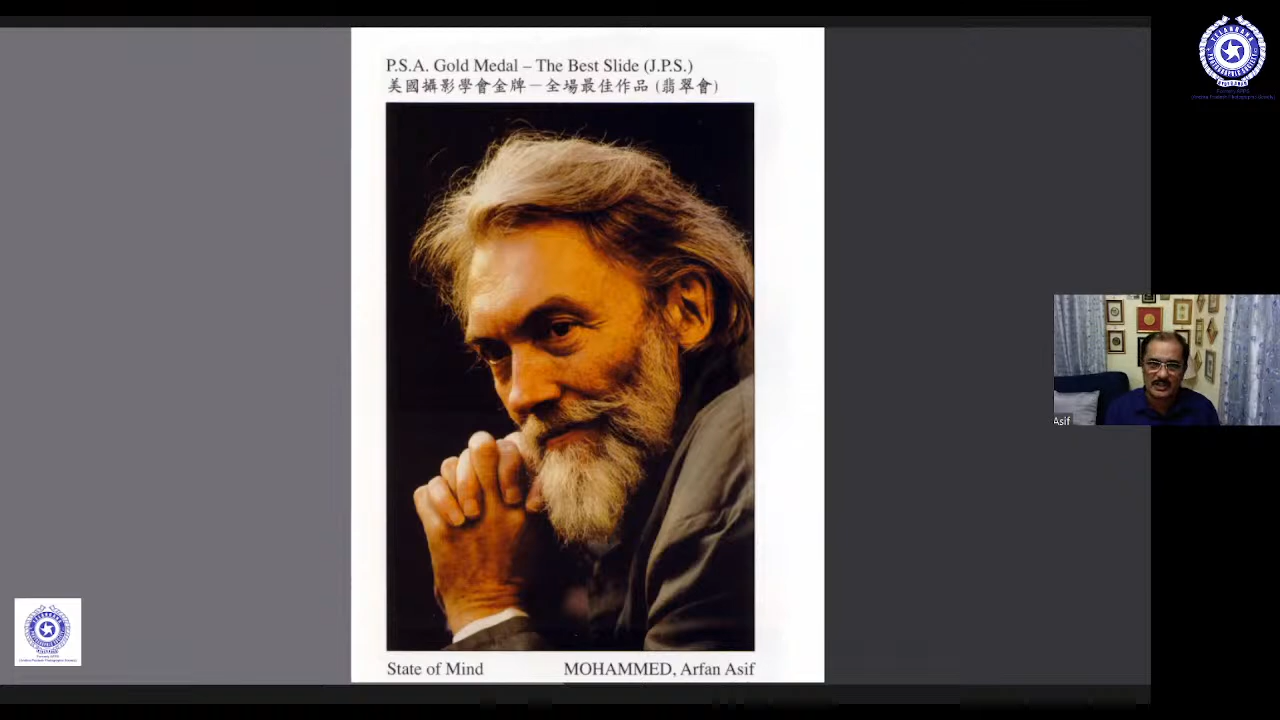 P.S.A. Gold Medal – The Best Slide (J.P.S.)
美國攝影學會金牌－全場最佳作品 (翡翠會)
State of Mind MOHAMMED, Arfan Asif
Asif